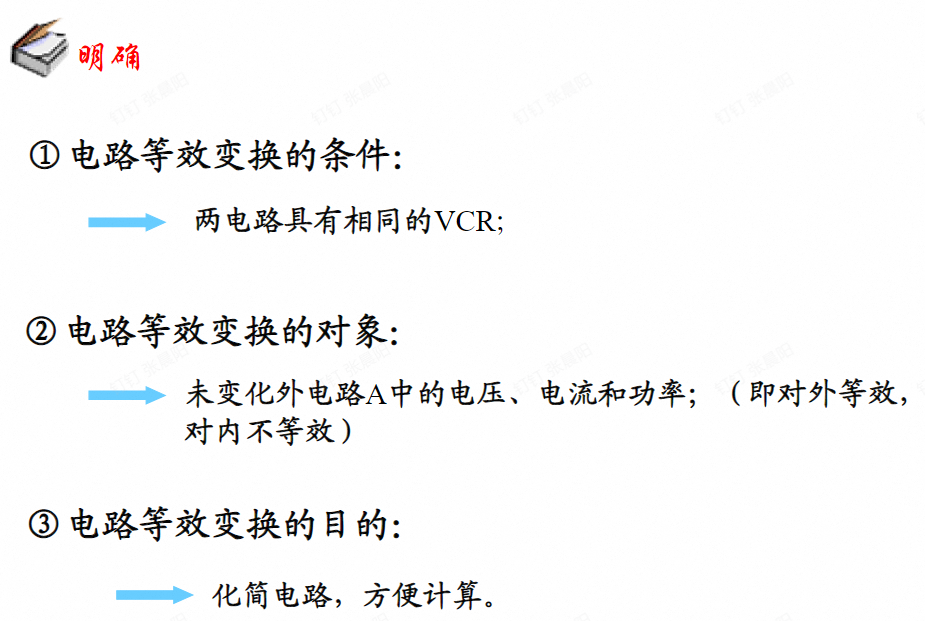 明确
① 电路等效变换的条件：
两电路具有相同的VCR;
② 电路等效变换的对象：
未变化外电路A中的电压、电流和功率；（即对外等效，
对内不等效）
③ 电路等效变换的目的：
化简电路，方便计算。